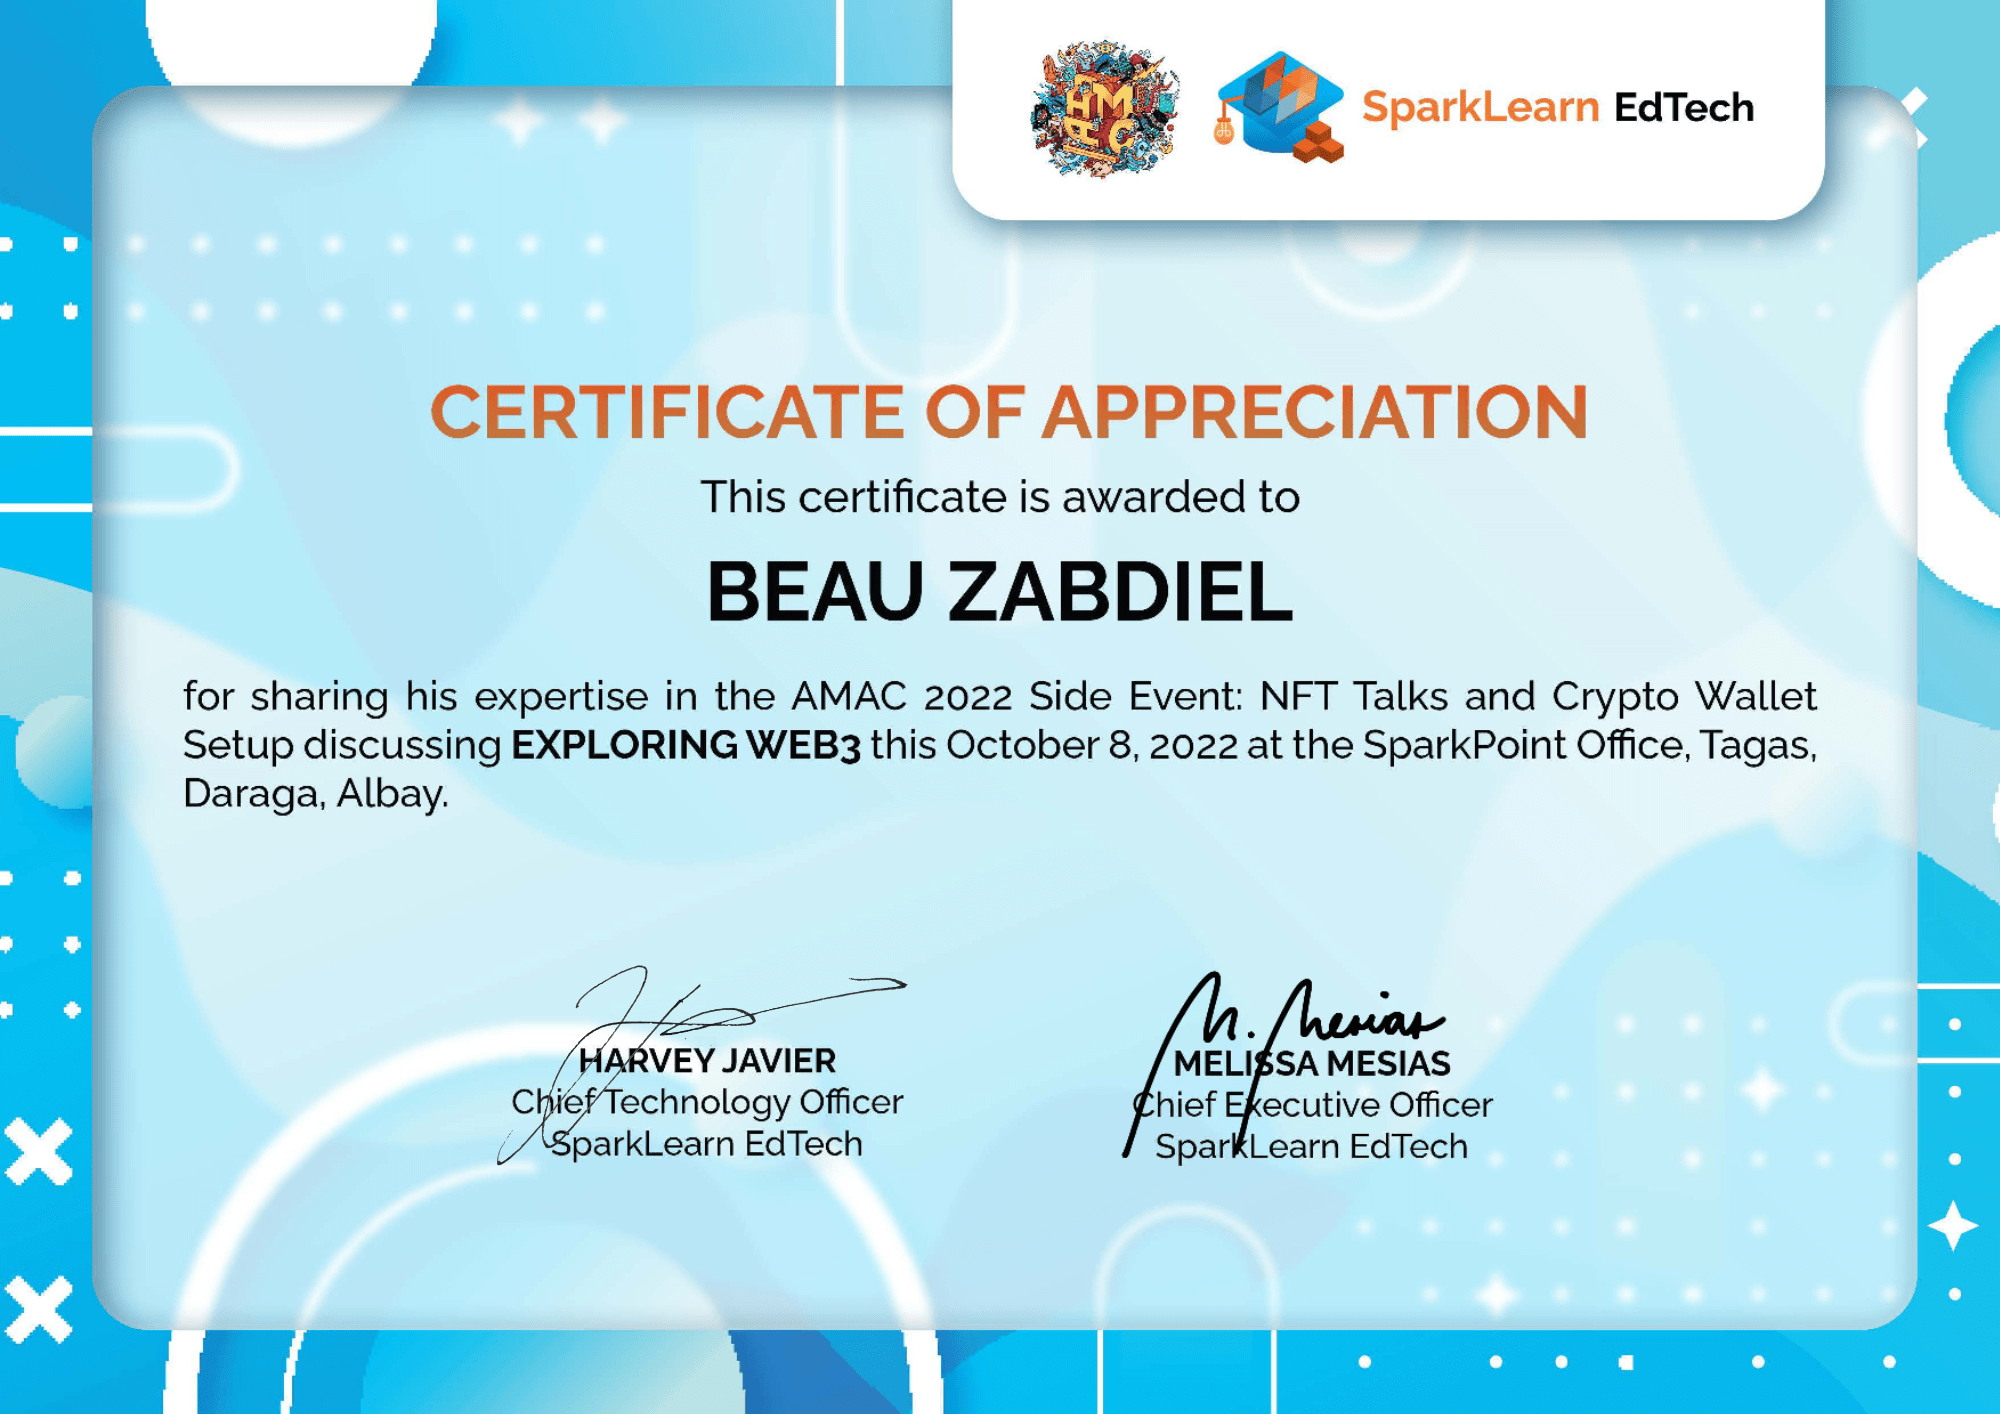 AMAC
SparkLearn EdTech
CERTIFICATE OF APPRECIATION
This certificate is awarded to
BEAU ZABDIEL
for sharing his expertise in the AMAC 2022 Side Event: NFT Talks and Crypto Wallet
Setup discussing EXPLORING WEB3 this October 8, 2022 at the SparkPoint Office, Tagas,
Daraga, Albay.
M. Mesias
HARVEY JAVIER
Chief Technology Officer
SparkLearn EdTech
MELISSA MESIAS
Chief Executive Officer
SparkLearn EdTech